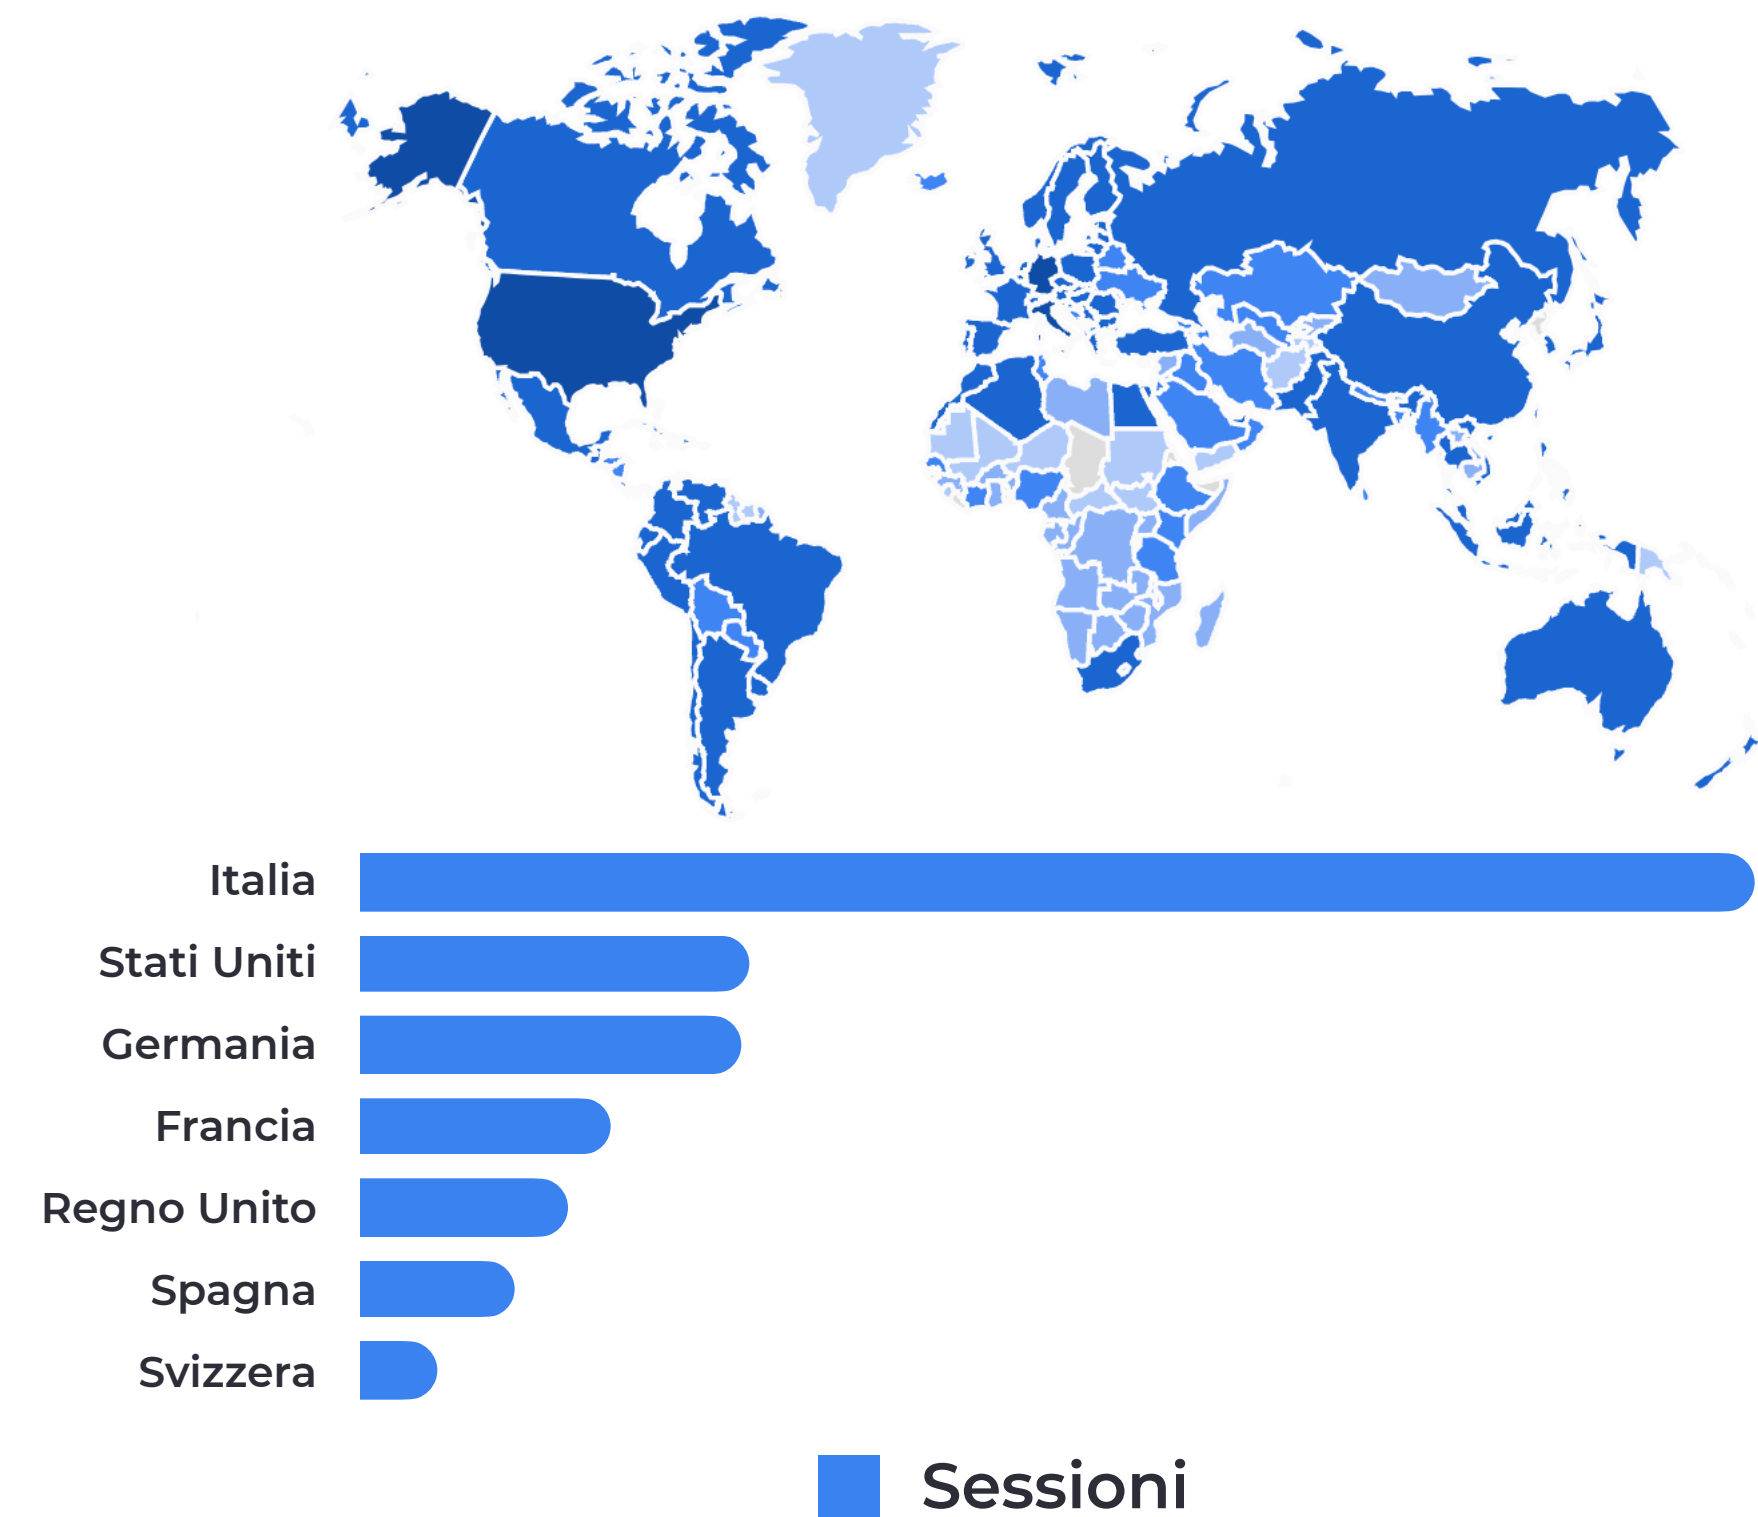 Italia
Stati Uniti
Germania
Francia
Regno Unito
Spagna
Svizzera
Sessioni